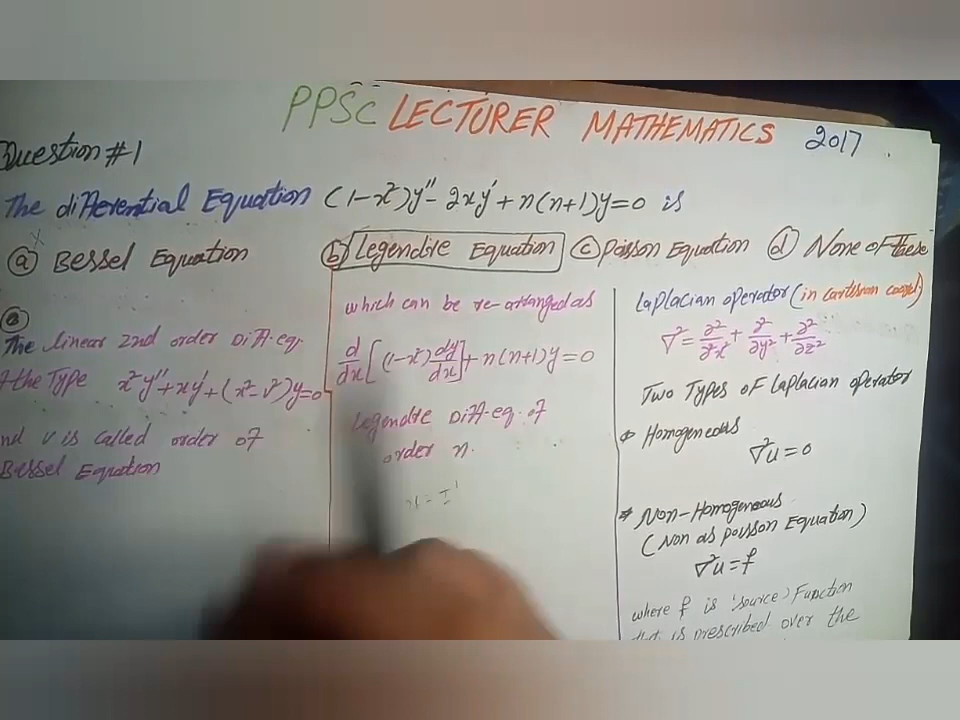 PPSC LECTURER MATHEMATICS 2017
Question #1
The differential Equation (1-x²)y″-2xy′+n(n+1)y=0 is
ⓐ Bessel Equation ⓑ Legendre Equation ⓒ Poisson Equation ⓓ None of these
ⓐ
The linear 2nd order Diff. eq.
of the Type x²y″+xy′+(x²-v²)y=0
nd v is called order of
Bessel Equation
which can be re-arranged as
d/dx[(1-x²)dy/dx]+n(n+1)y=0
Legendre Diff. eq. of
order n.
Laplacian operator (in cartesian coord.)
∇²=∂²/∂x²+∂²/∂y²+∂²/∂z²
Two Types of Laplacian operator
* Homogeneous
∇²u=0
* Non-Homogeneous
(Non as poisson Equation)
∇²u=f
where f is 'source' Function
that is prescribed over the